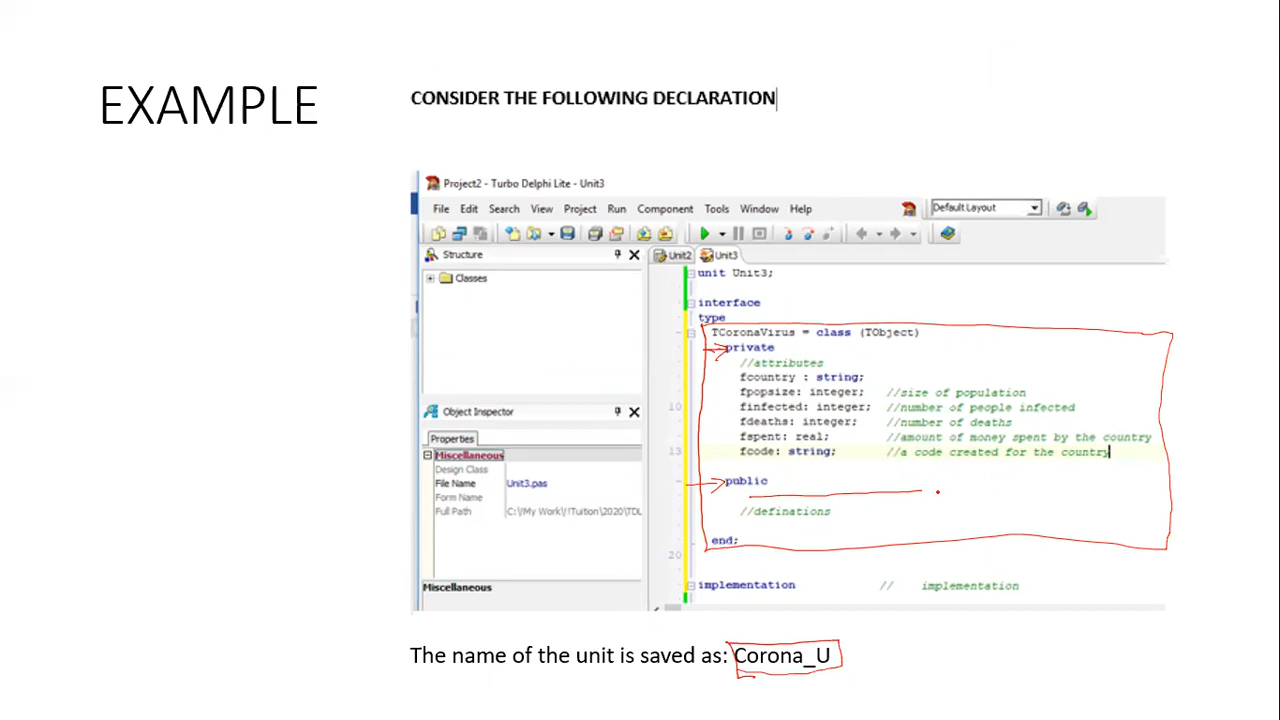 EXAMPLE
CONSIDER THE FOLLOWING DECLARATION
Project2 - Turbo Delphi Lite - Unit3
File Edit Search View Project Run Component Tools Window Help
Default Layout
Structure
Unit2 Unit3
Classes
unit Unit3;
interface
type
TCoronaVirus = class (TObject)
private
//attributes
fcountry : string;
fpopsize: integer; //size of population
10 finfected: integer; //number of people infected
fdeaths: integer; //number of deaths
fspent: real; //amount of money spent by the country
13 fcode: string; //a code created for the country
public
//definations
end;
20
implementation // implementation
Object Inspector
Properties
Miscellaneous
Design Class
File Name Unit3.pas
Form Name
Full Path C:\!My Work\!!Tuition\2020\TDL
Miscellaneous
The name of the unit is saved as: Corona_U